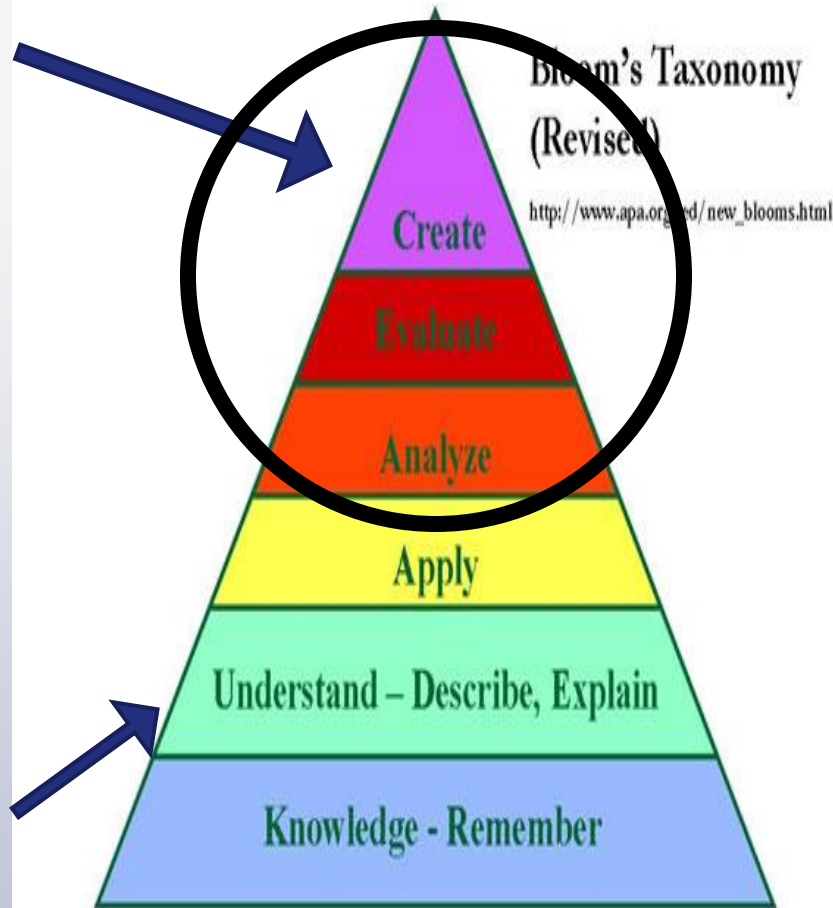 Bloom's Taxonomy
(Revised)
http://www.apa.org/ed/new_blooms.html
Create
Evaluate
Analyze
Apply
Understand – Describe, Explain
Knowledge - Remember